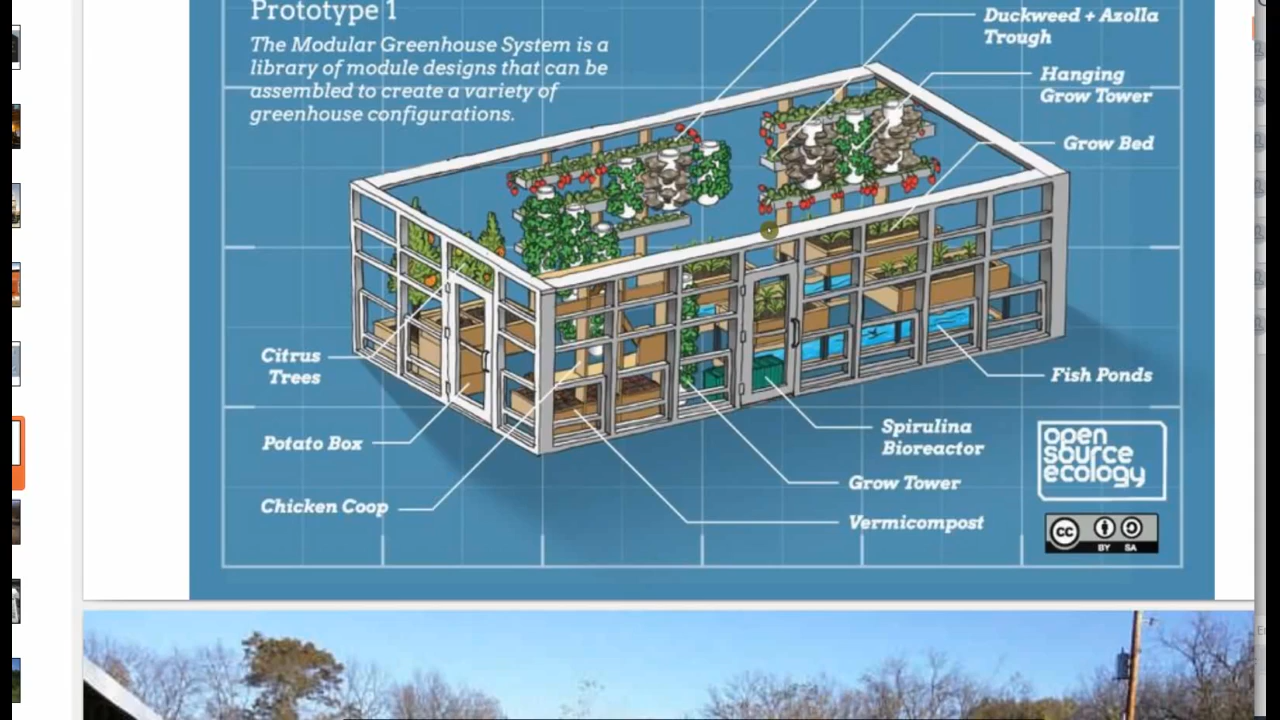 Prototype 1
The Modular Greenhouse System is a
library of module designs that can be
assembled to create a variety of
greenhouse configurations.
Duckweed + Azolla
Trough
Hanging
Grow Tower
Grow Bed
Citrus
Trees
Potato Box
Chicken Coop
Fish Ponds
Spirulina
Bioreactor
Grow Tower
Vermicompost
open
source
ecology
cc
BY SA